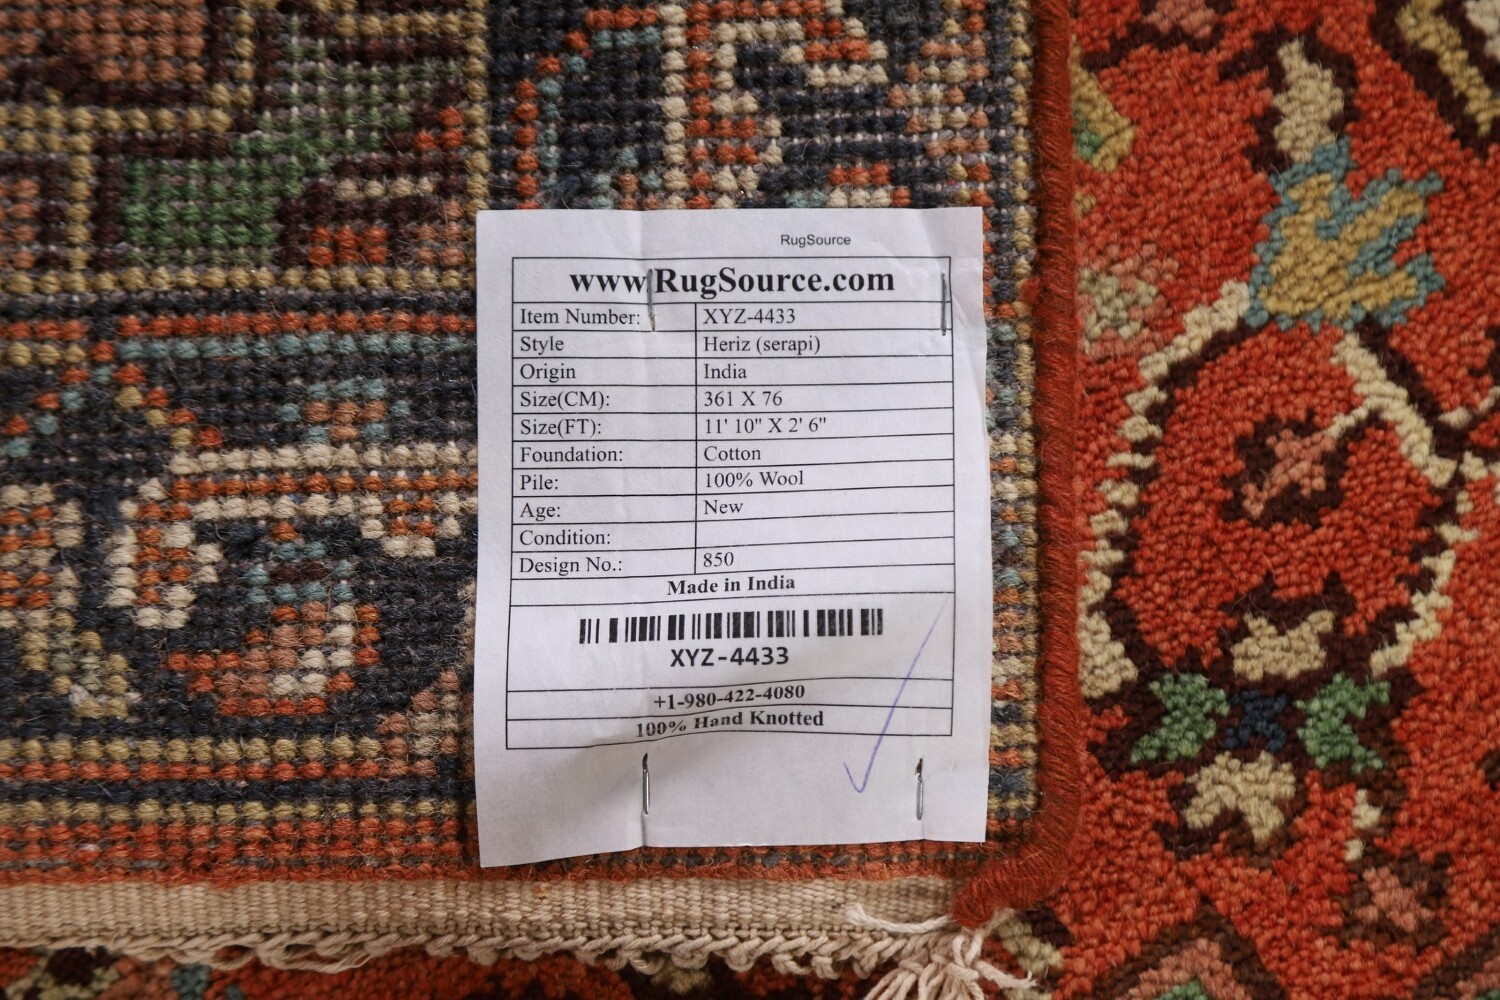 RugSource
www.RugSource.com
Item Number: XYZ-4433
Style Heriz (serapi)
Origin India
Size(CM): 361 X 76
Size(FT): 11' 10" X 2' 6"
Foundation: Cotton
Pile: 100% Wool
Age: New
Condition:
Design No.: 850
Made in India
XYZ-4433
+1-980-422-4080
100% Hand Knotted